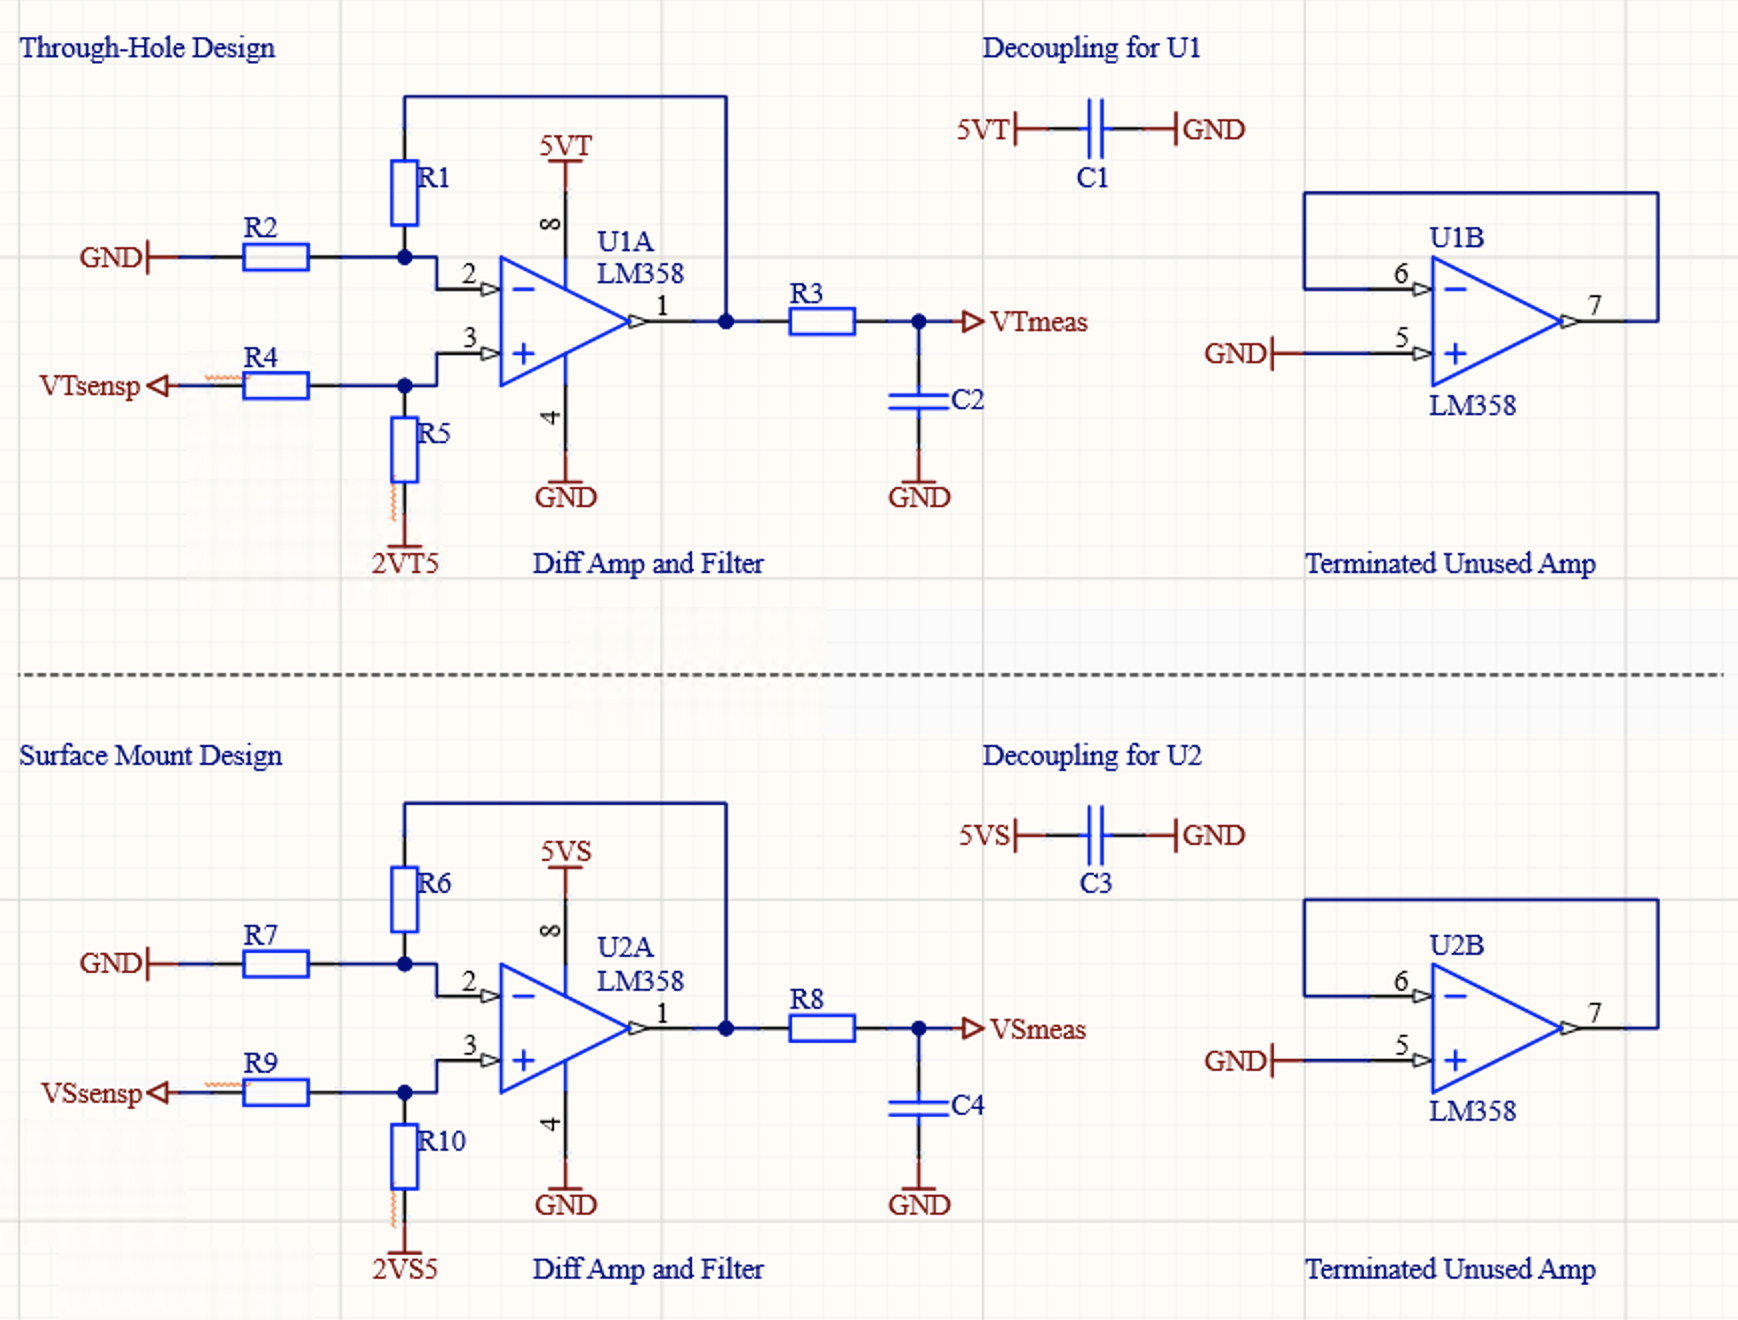 Through-Hole Design
Decoupling for U1
5VT
GND
C1
R1
5VT
8
R2
GND
2
U1A
LM358
1
R3
VTmeas
3
R4
VTsensp
R5
4
C2
GND
GND
2VT5
Diff Amp and Filter
U1B
6
7
5
GND
LM358
Terminated Unused Amp
Surface Mount Design
Decoupling for U2
5VS
GND
C3
R6
5VS
8
R7
GND
2
U2A
LM358
1
R8
VSmeas
3
R9
VSsensp
R10
4
C4
GND
GND
2VS5
Diff Amp and Filter
U2B
6
7
5
GND
LM358
Terminated Unused Amp